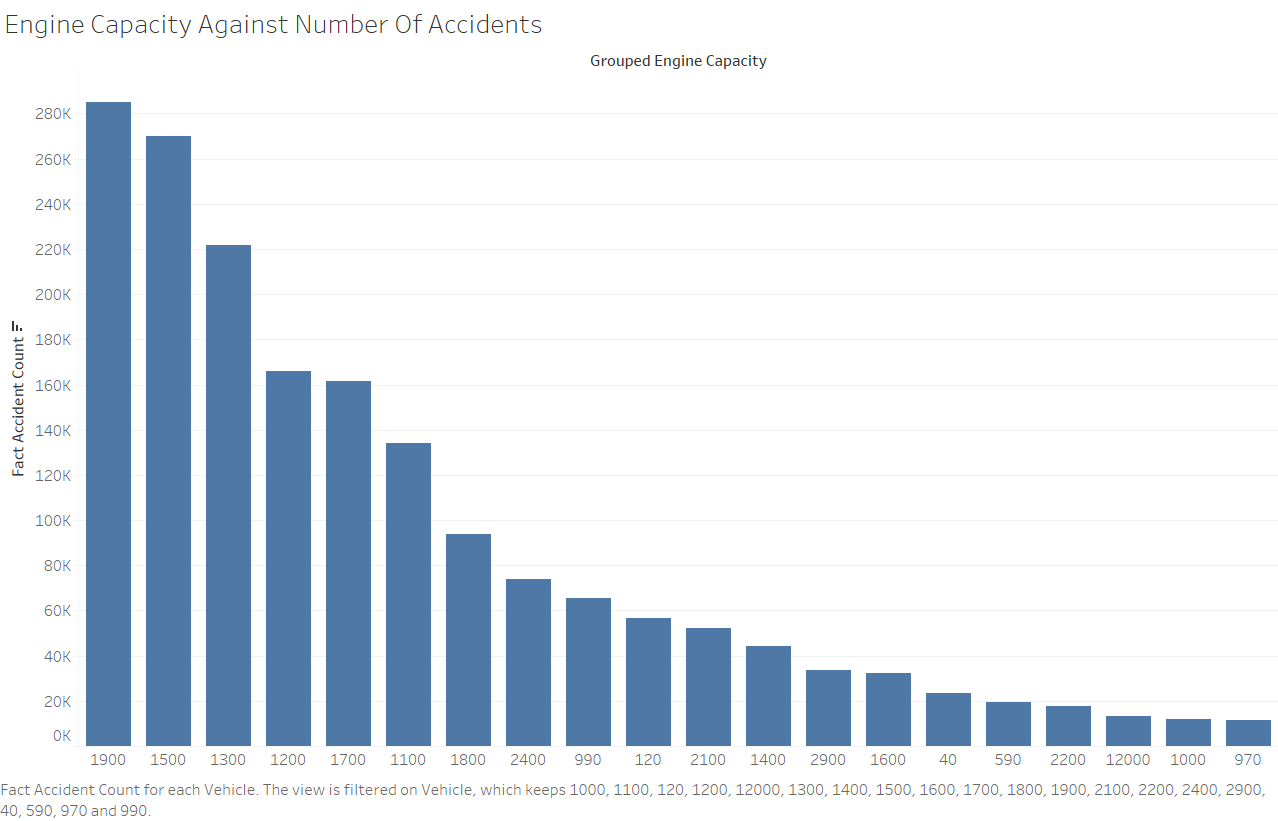 Engine Capacity Against Number Of Accidents
Grouped Engine Capacity
Fact Accident Count
280K
260K
240K
220K
200K
180K
160K
140K
120K
100K
80K
60K
40K
20K
0K
1900 1500 1300 1200 1700 1100 1800 2400 990 120 2100 1400 2900 1600 40 590 2200 12000 1000 970
Fact Accident Count for each Vehicle. The view is filtered on Vehicle, which keeps 1000, 1100, 120, 1200, 12000, 1300, 1400, 1500, 1600, 1700, 1800, 1900, 2100, 2200, 2400, 2900,
40, 590, 970 and 990.